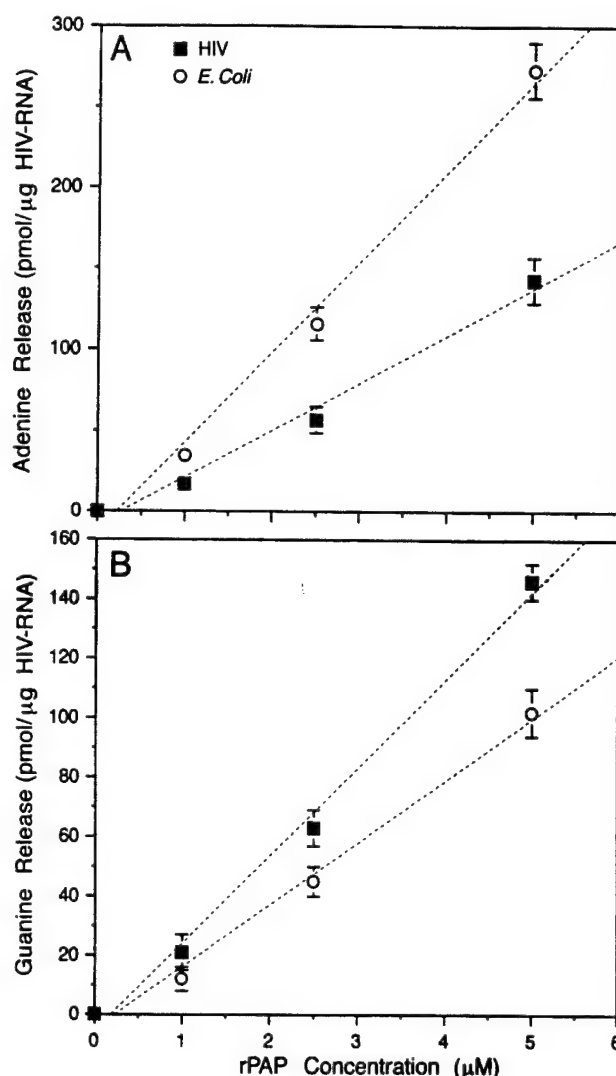 A
HIV
E. Coli
300
200
100
0
Adenine Release (pmol/µg HIV-RNA)
B
160
140
120
100
80
60
40
20
0
Guanine Release (pmol/µg HIV-RNA)
0 1 2 3 4 5 6
rPAP Concentration (µM)